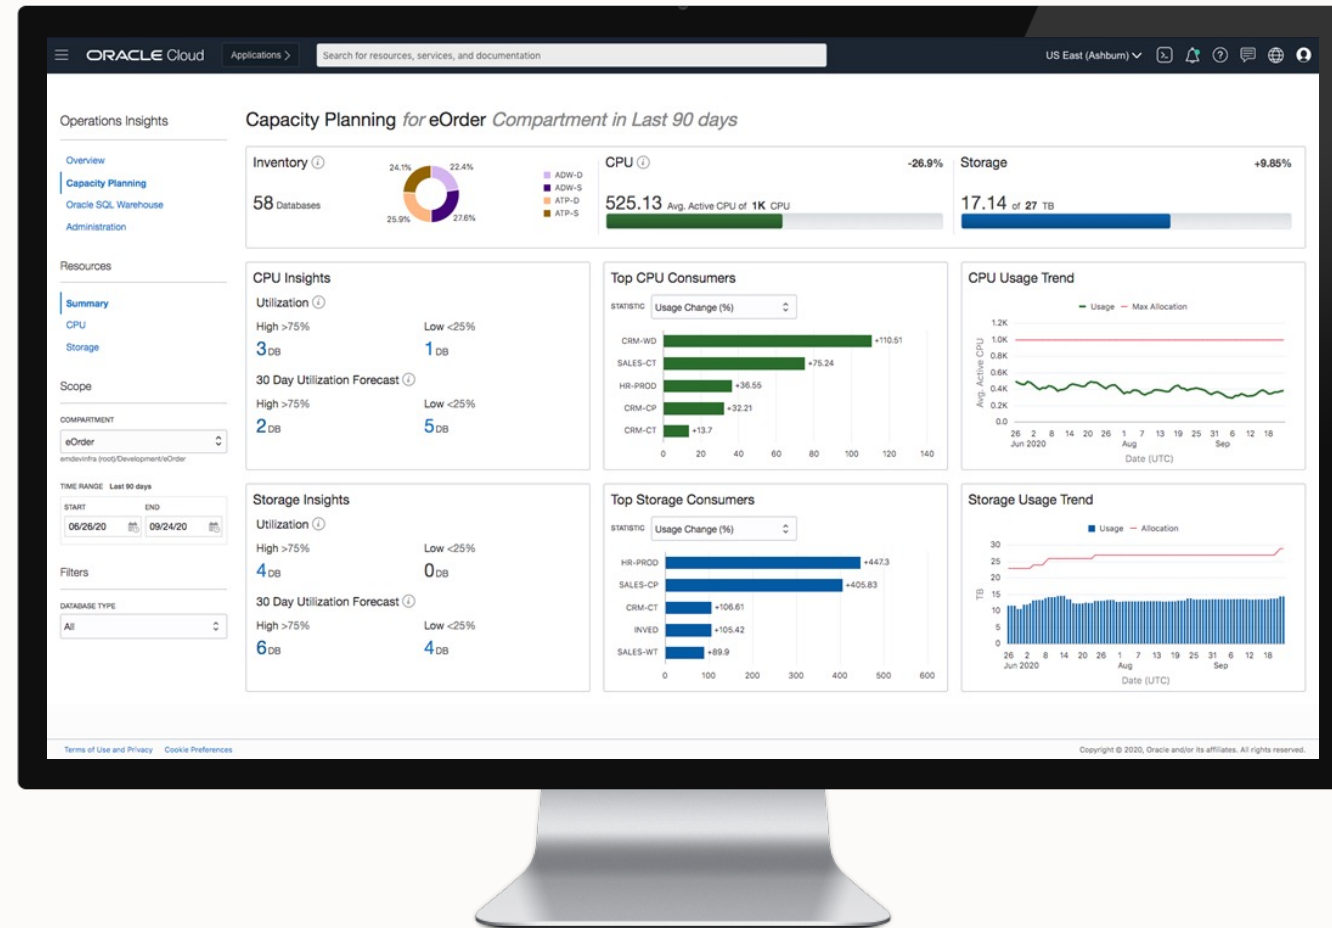 ORACLE Cloud
Applications >
Search for resources, services, and documentation
US East (Ashburn)
Operations Insights
Overview
Capacity Planning
Oracle SQL Warehouse
Administration
Resources
Summary
CPU
Storage
Scope
COMPARTMENT
eOrder
emdevinfra (root)/Development/eOrder
TIME RANGE Last 90 days
START END
06/26/20 09/24/20
Filters
DATABASE TYPE
All
Capacity Planning for eOrder Compartment in Last 90 days
Inventory
58 Databases
24.1% 22.4%
25.9% 27.6%
ADW-D
ADW-S
ATP-D
ATP-S
CPU -26.9%
525.13 Avg. Active CPU of 1K CPU
Storage +9.85%
17.14 of 27 TB
CPU Insights
Utilization
High >75% Low <25%
3 DB 1 DB
30 Day Utilization Forecast
High >75% Low <25%
2 DB 5 DB
Top CPU Consumers
STATISTIC Usage Change (%)
CRM-WD +110.51
SALES-CT +75.24
HR-PROD +36.55
CRM-CP +32.21
CRM-CT +13.7
0 20 40 60 80 100 120 140
CPU Usage Trend
Usage Max Allocation
Avg. Active CPU
1.2K
1.0K
0.8K
0.6K
0.4K
0.2K
0.0
26 2 8 14 20 26 1 7 13 19 25 31 6 12 18
Jun 2020 Aug Sep
Date (UTC)
Storage Insights
Utilization
High >75% Low <25%
4 DB 0 DB
30 Day Utilization Forecast
High >75% Low <25%
6 DB 4 DB
Top Storage Consumers
STATISTIC Usage Change (%)
HR-PROD +447.3
SALES-CP +405.83
CRM-CT +106.61
INVED +105.42
SALES-WT +89.9
0 100 200 300 400 500 600
Storage Usage Trend
Usage Allocation
TB
30
25
20
15
10
5
0
26 2 8 14 20 26 1 7 13 19 25 31 6 12 18
Jun 2020 Aug Sep
Date (UTC)
Terms of Use and Privacy Cookie Preferences
Copyright © 2020, Oracle and/or its affiliates. All rights reserved.